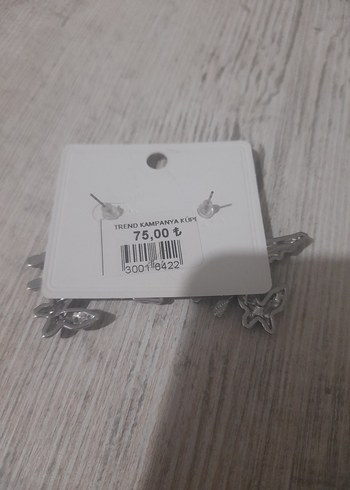 TREND KAMPANYA KÜPE
75,00 ₺
3001 8422